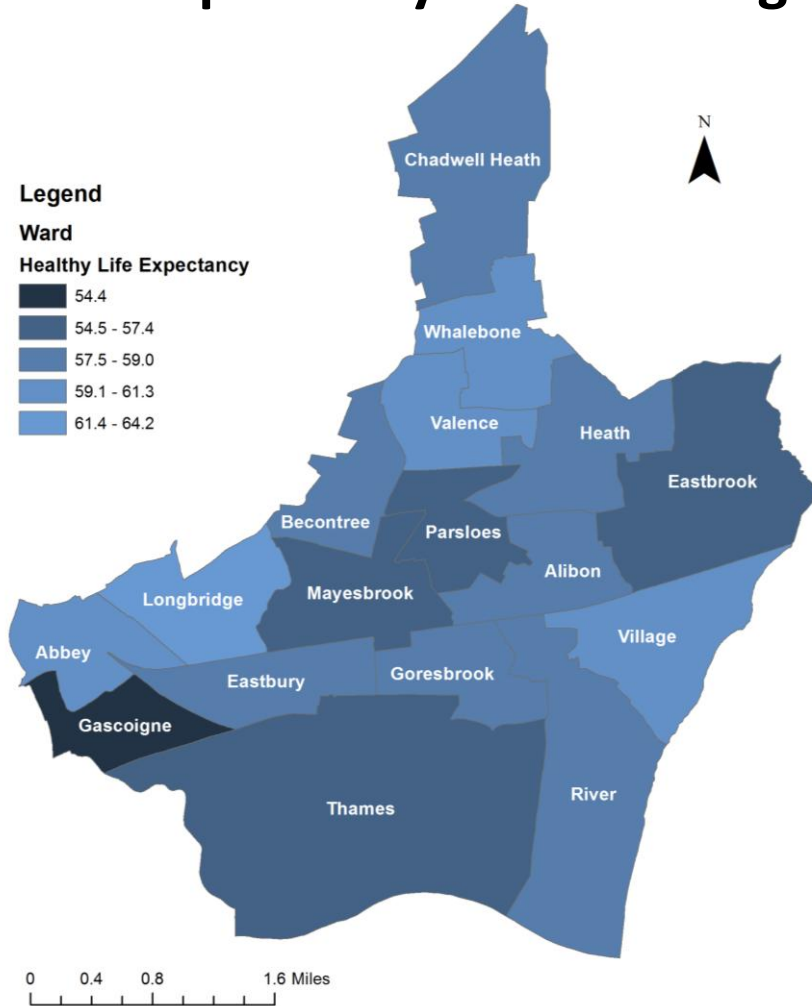 N
Chadwell Heath
Legend
Ward
Healthy Life Expectancy
54.4
54.5 - 57.4
57.5 - 59.0
59.1 - 61.3
61.4 - 64.2
Whalebone
Valence
Heath
Eastbrook
Becontree
Parsloes
Alibon
Longbridge
Mayesbrook
Village
Abbey
Eastbury
Goresbrook
Gascoigne
Thames
River
0 0.4 0.8 1.6 Miles